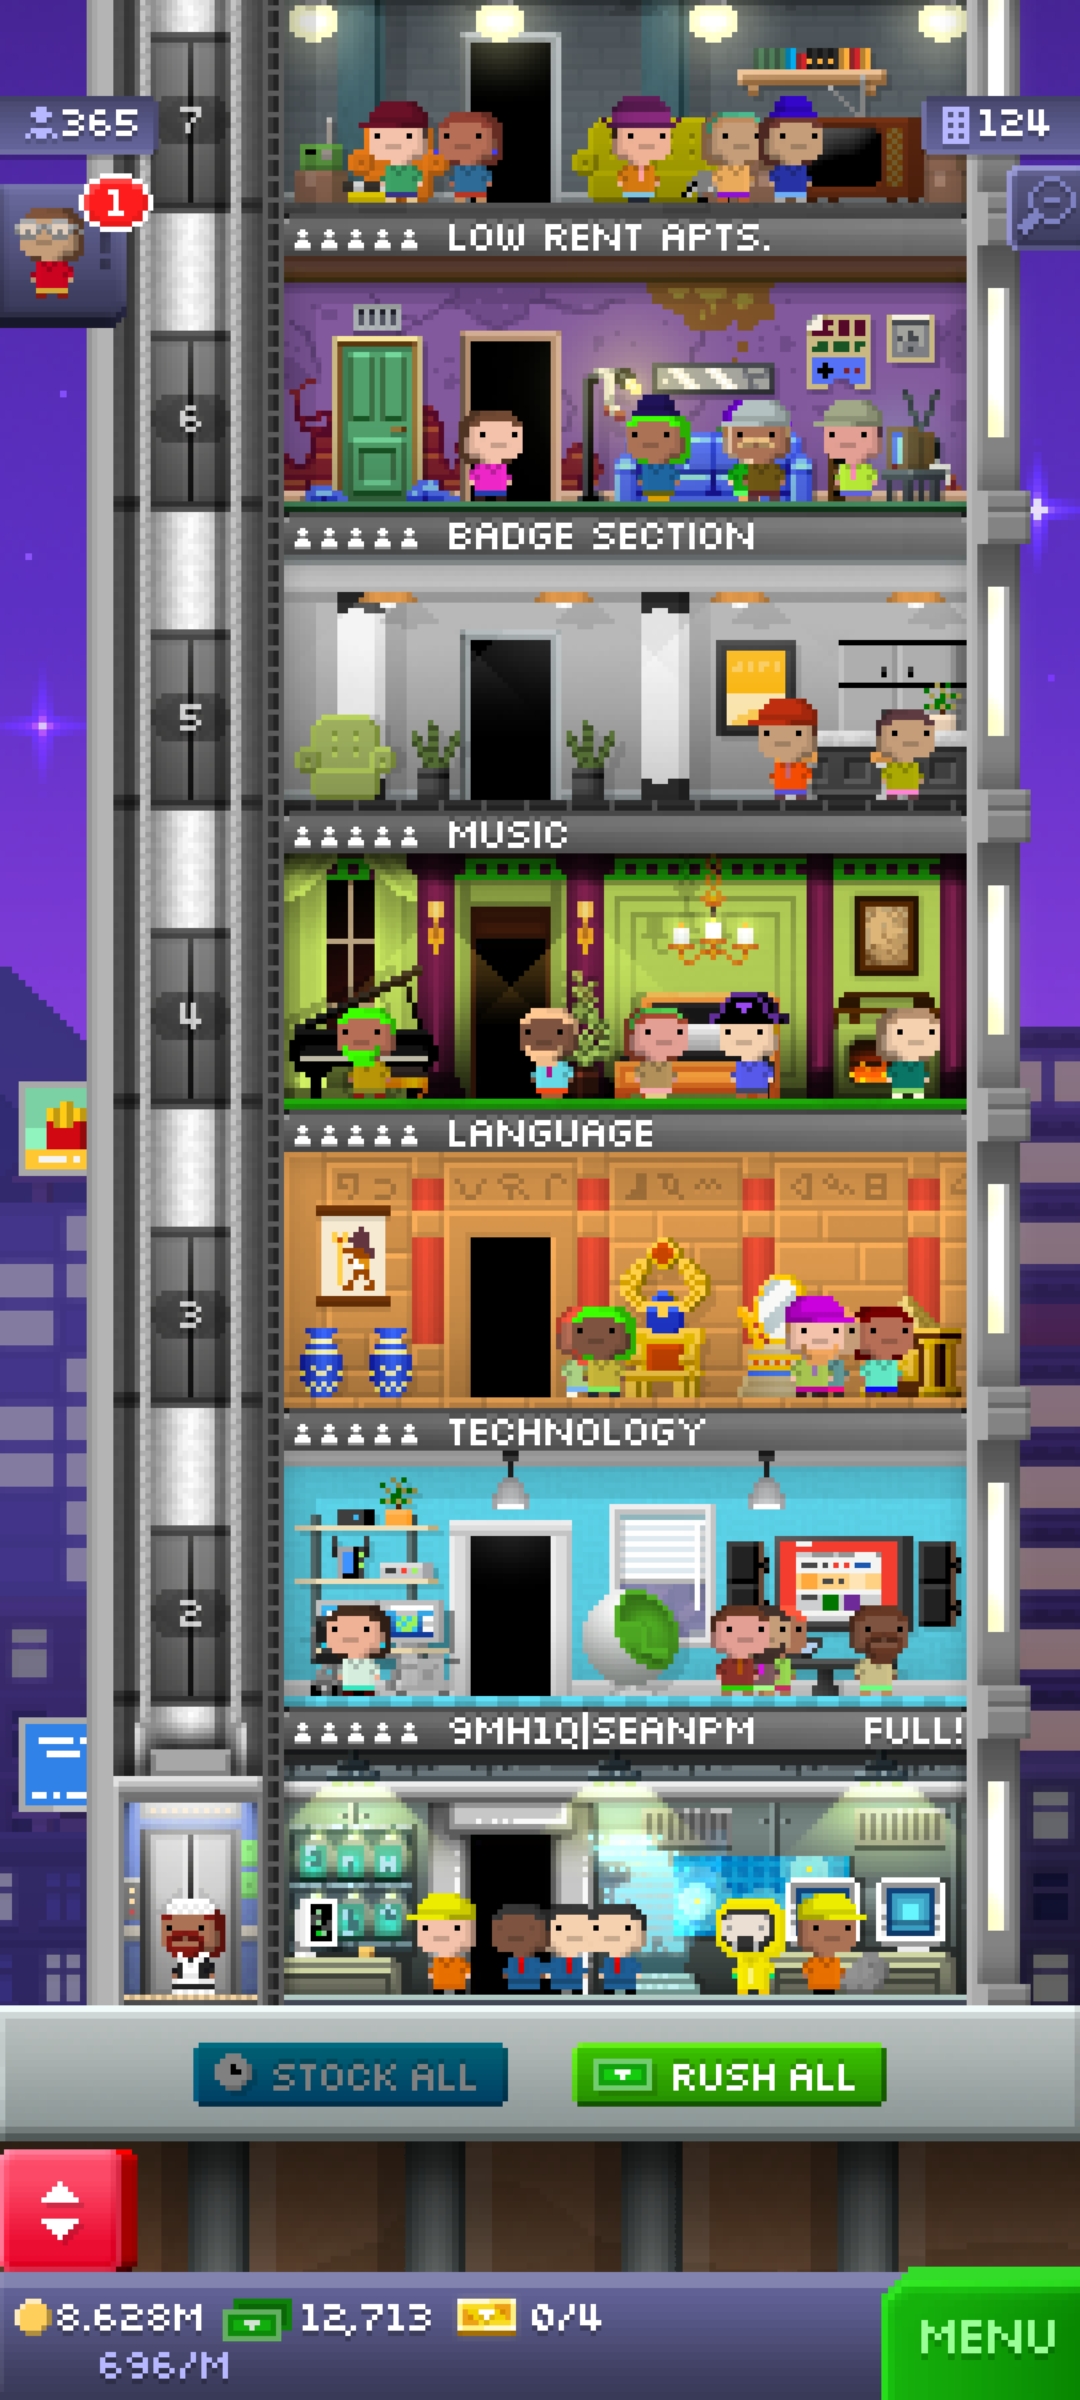 7
365
124
1
LOW RENT APTS.
6
BADGE SECTION
5
MUSIC
4
LANGUAGE
3
TECHNOLOGY
2
9MH1Q|SEANPM FULL!
STOCK ALL
RUSH ALL
8.628M 12,713 0/4
696/M
MENU